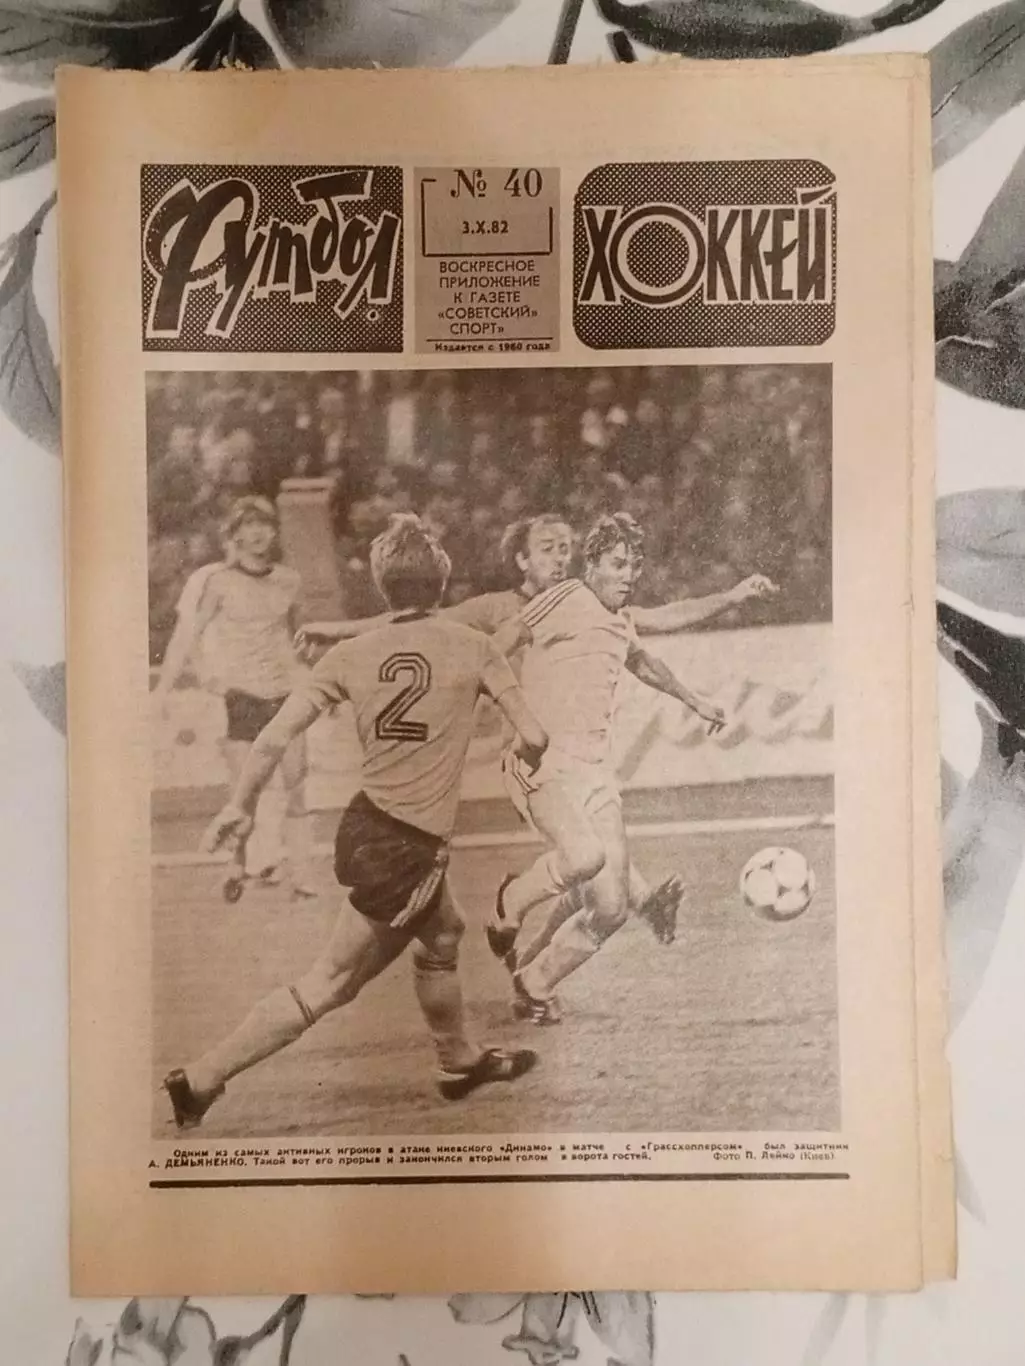 Футбол
№ 40
3.X.82
ВОСКРЕСНОЕ
ПРИЛОЖЕНИЕ
К ГАЗЕТЕ
«СОВЕТСКИЙ
СПОРТ»
Издается с 1960 года
ХОККЕЙ
2
Одним из самых активных игроков в атаке киевского «Динамо» в матче с «Грассхопперсом» был защитник
А. ДЕМЬЯНЕНКО. Такой вот его прорыв и закончился вторым голом в ворота гостей. Фото П. Лейко (Киев).